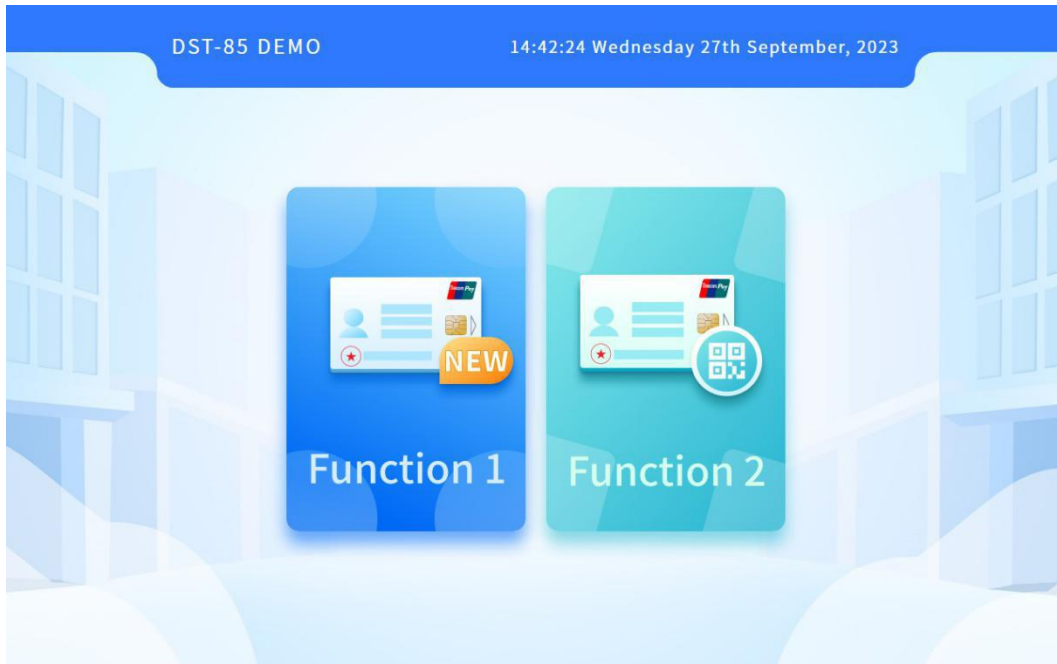 DST-85 DEMO
14:42:24 Wednesday 27th September, 2023
NEW
Function 1
Function 2